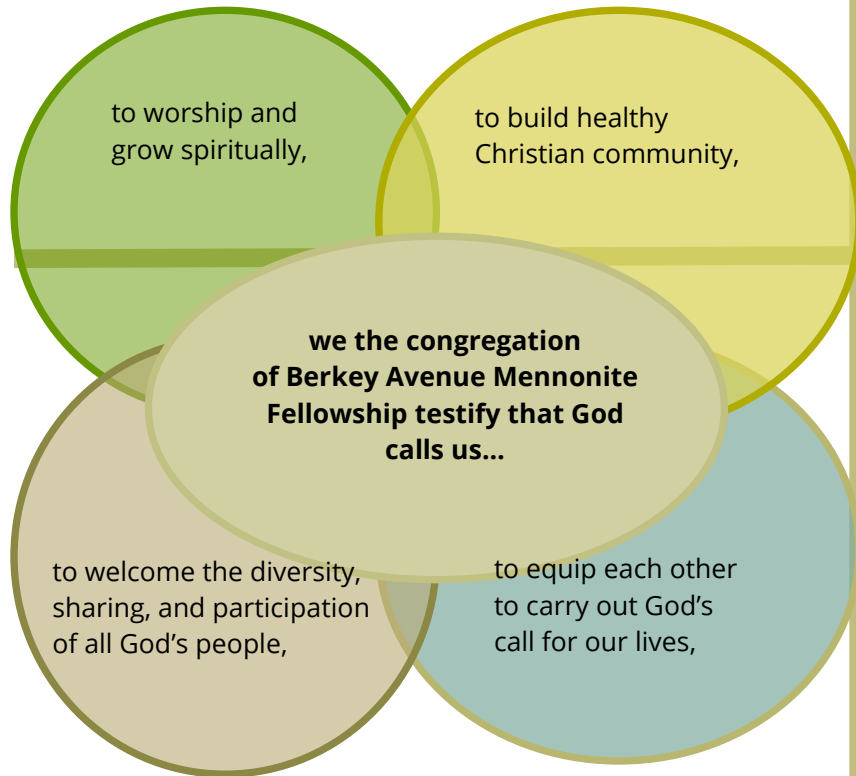 to worship and
grow spiritually,
to build healthy
Christian community,
we the congregation
of Berkey Avenue Mennonite
Fellowship testify that God
calls us...
to welcome the diversity,
sharing, and participation
of all God's people,
to equip each other
to carry out God's
call for our lives,